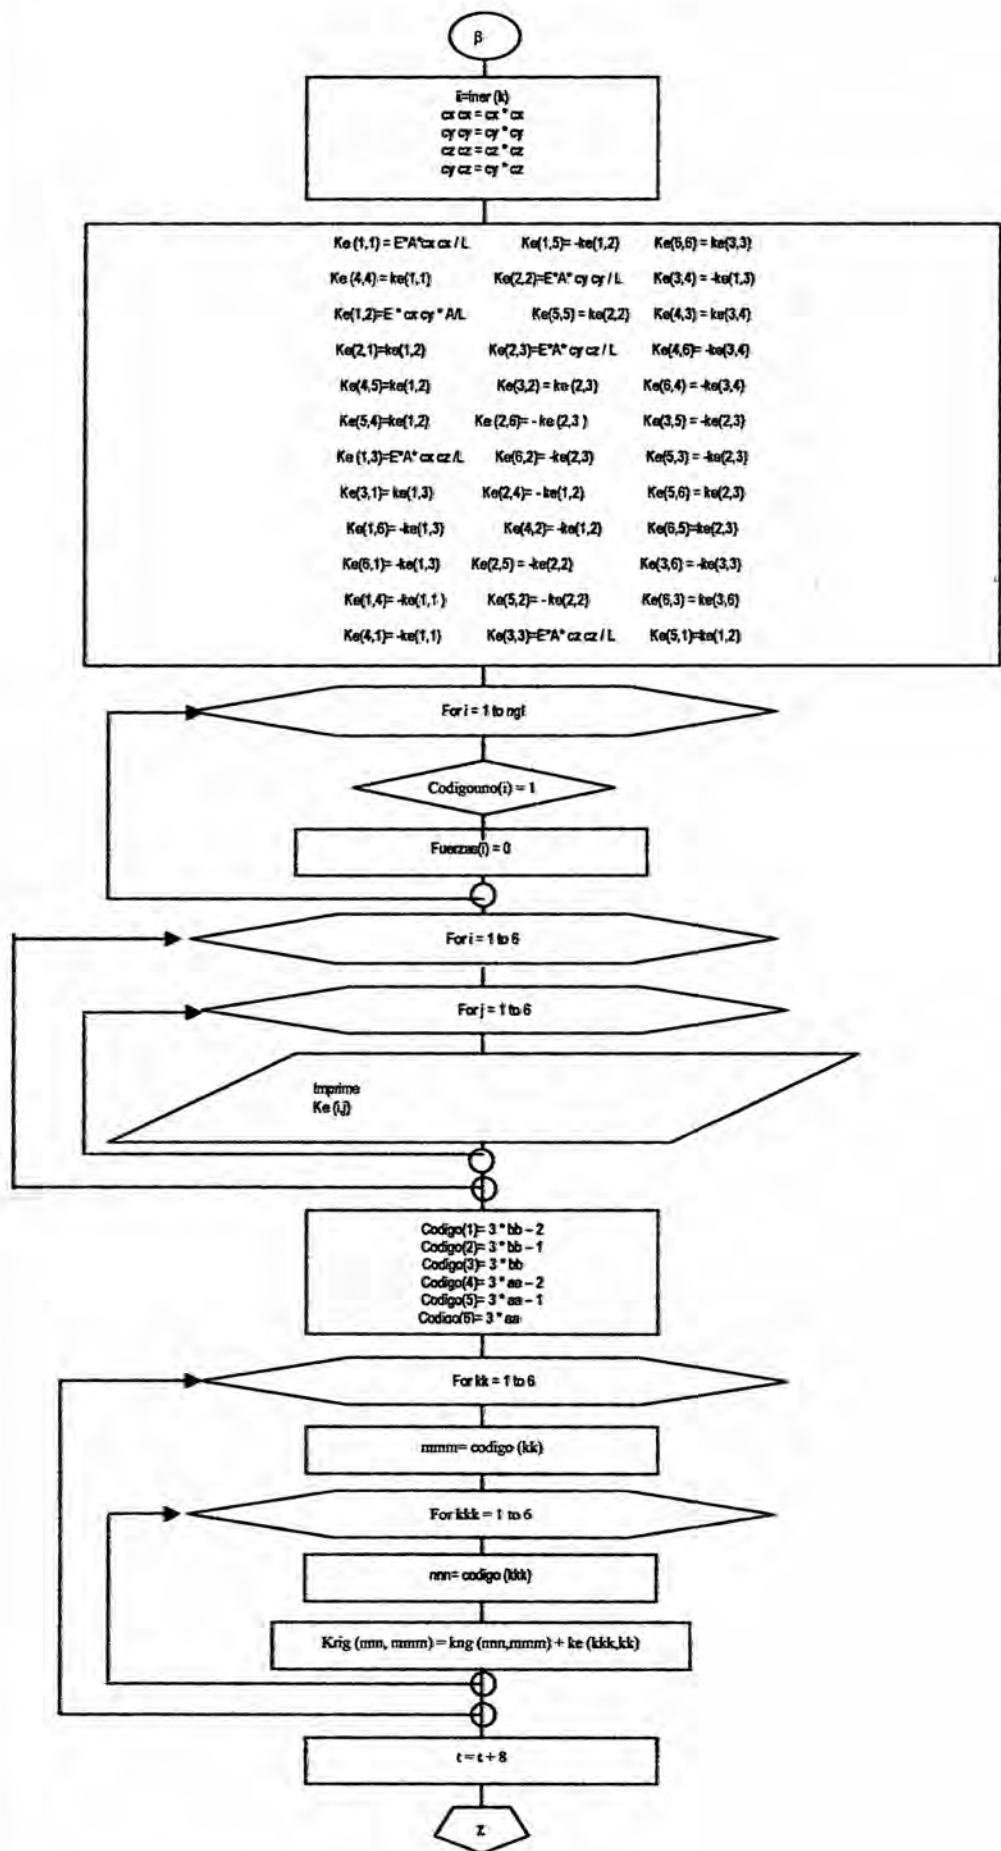 β
ii=iner (k)
cx cx = cx * cx
cy cy = cy * cy
cz cz = cz * cz
cy cz = cy * cz
Ke (1,1) = E*A*cx cx / L Ke(1,5)= -ke(1,2) Ke(6,6) = ke(3,3)
Ke (4,4) = ke(1,1) Ke(2,2)=E*A* cy cy / L Ke(3,4) = -ke(1,3)
Ke(1,2)=E * cx cy * A/L Ke(5,5) = ke(2,2) Ke(4,3) = ke(3,4)
Ke(2,1)=ke(1,2) Ke(2,3)=E*A* cy cz / L Ke(4,6)= -ke(3,4)
Ke(4,5)=ke(1,2) Ke(3,2) = ke (2,3) Ke(6,4) = -ke(3,4)
Ke(5,4)=ke(1,2) Ke (2,6)= - ke (2,3 ) Ke(3,5) = -ke(2,3)
Ke (1,3)=E*A* cx cz /L Ke(6,2)= -ke(2,3) Ke(5,3) = -ke(2,3)
Ke(3,1)= ke(1,3) Ke(2,4)= - ke(1,2) Ke(5,6) = ke(2,3)
Ke(1,6)= -ke(1,3) Ke(4,2)= -ke(1,2) Ke(6,5)=ke(2,3)
Ke(6,1)= -ke(1,3) Ke(2,5) = -ke(2,2) Ke(3,6) = -ke(3,3)
Ke(1,4)= -ke(1,1 ) Ke(5,2)= - ke(2,2) Ke(6,3) = ke(3,6)
Ke(4,1)= -ke(1,1) Ke(3,3)=E*A* cz cz / L Ke(5,1)=ke(1,2)
For i = 1 to ngl
Codigouno(i) = 1
Fuerzas(i) = 0
For i = 1 to 6
For j = 1 to 6
Imprime
Ke (i,j)
Codigo(1)= 3 * bb – 2
Codigo(2)= 3 * bb – 1
Codigo(3)= 3 * bb
Codigo(4)= 3 * aa – 2
Codigo(5)= 3 * aa – 1
Codigo(6)= 3 * aa
For kk = 1 to 6
mmm= codigo (kk)
For kkk = 1 to 6
nnn= codigo (kkk)
Krig (nnn, mmm) = krig (nnn,mmm) + ke (kkk,kk)
t = t + 8
Z